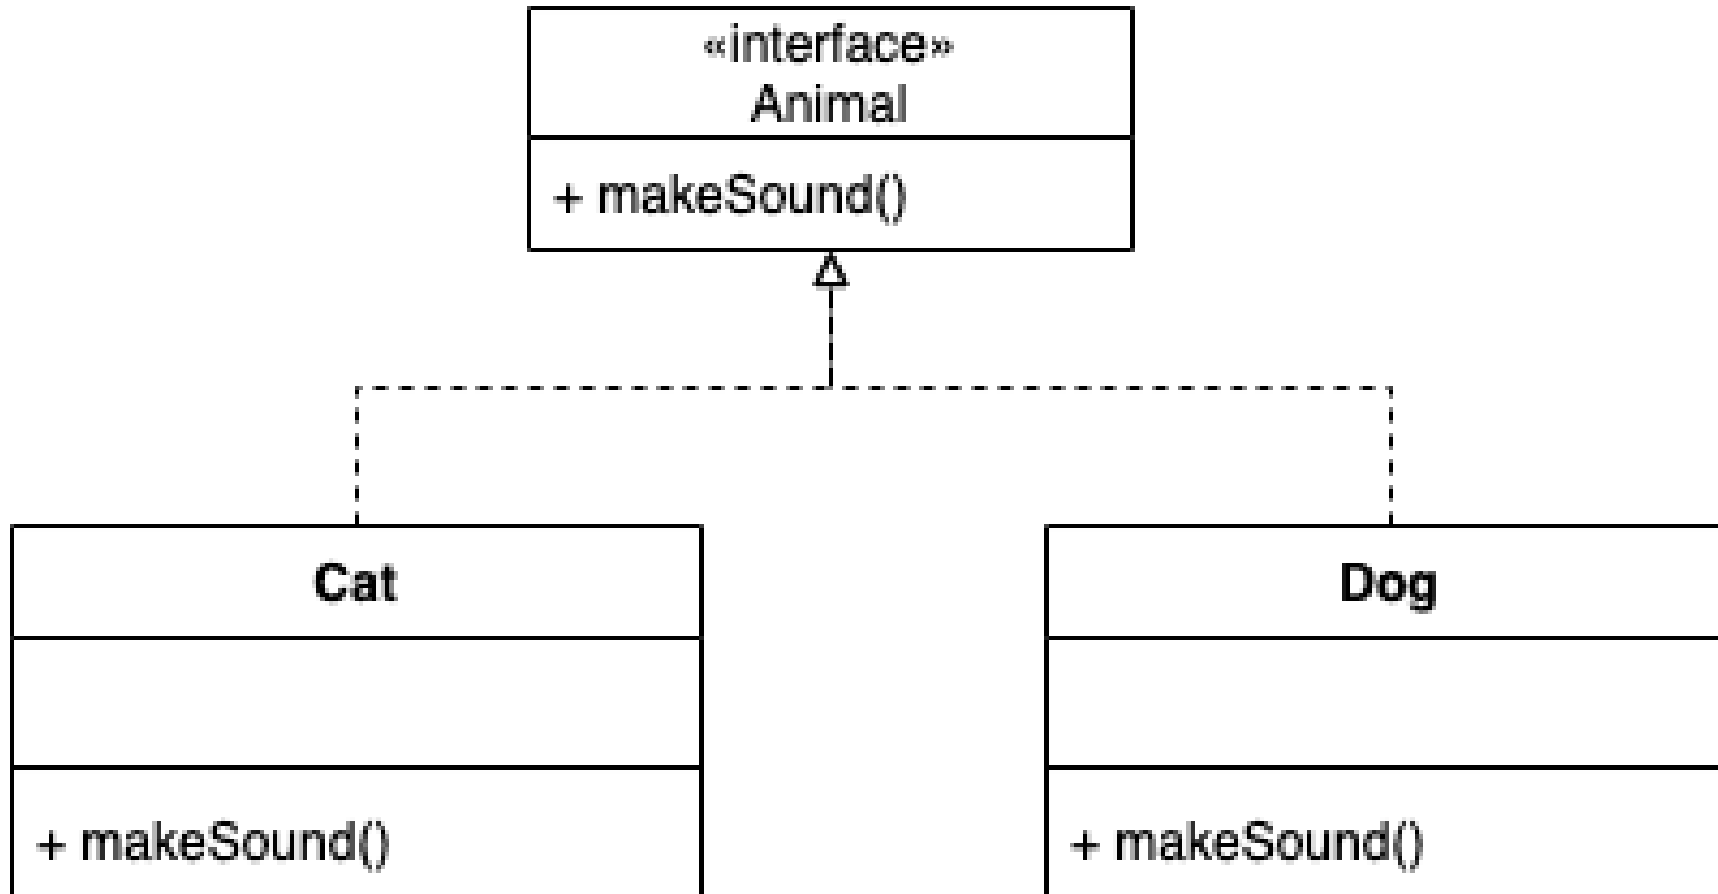 «interface»
Animal
+ makeSound()
Cat
Dog
+ makeSound()
+ makeSound()